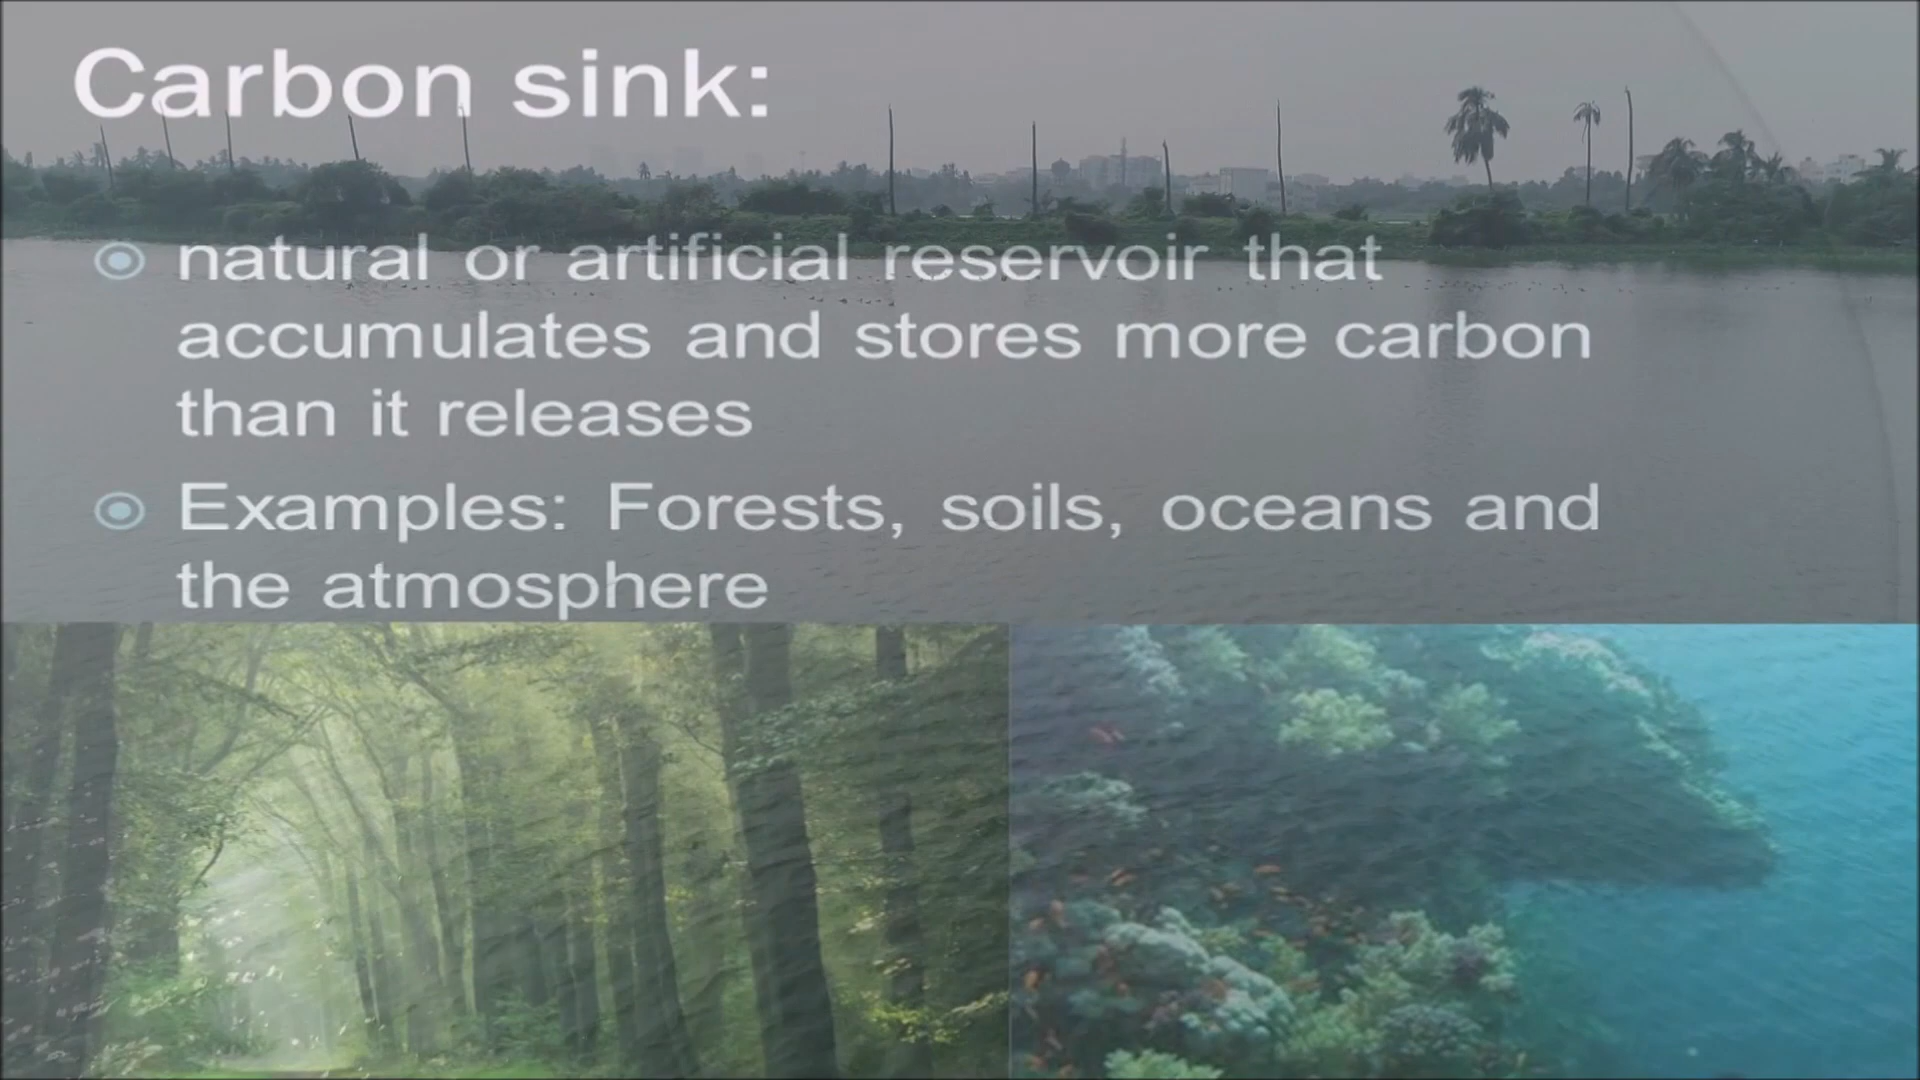 Carbon sink:
natural or artificial reservoir that
accumulates and stores more carbon
than it releases
Examples: Forests, soils, oceans and
the atmosphere